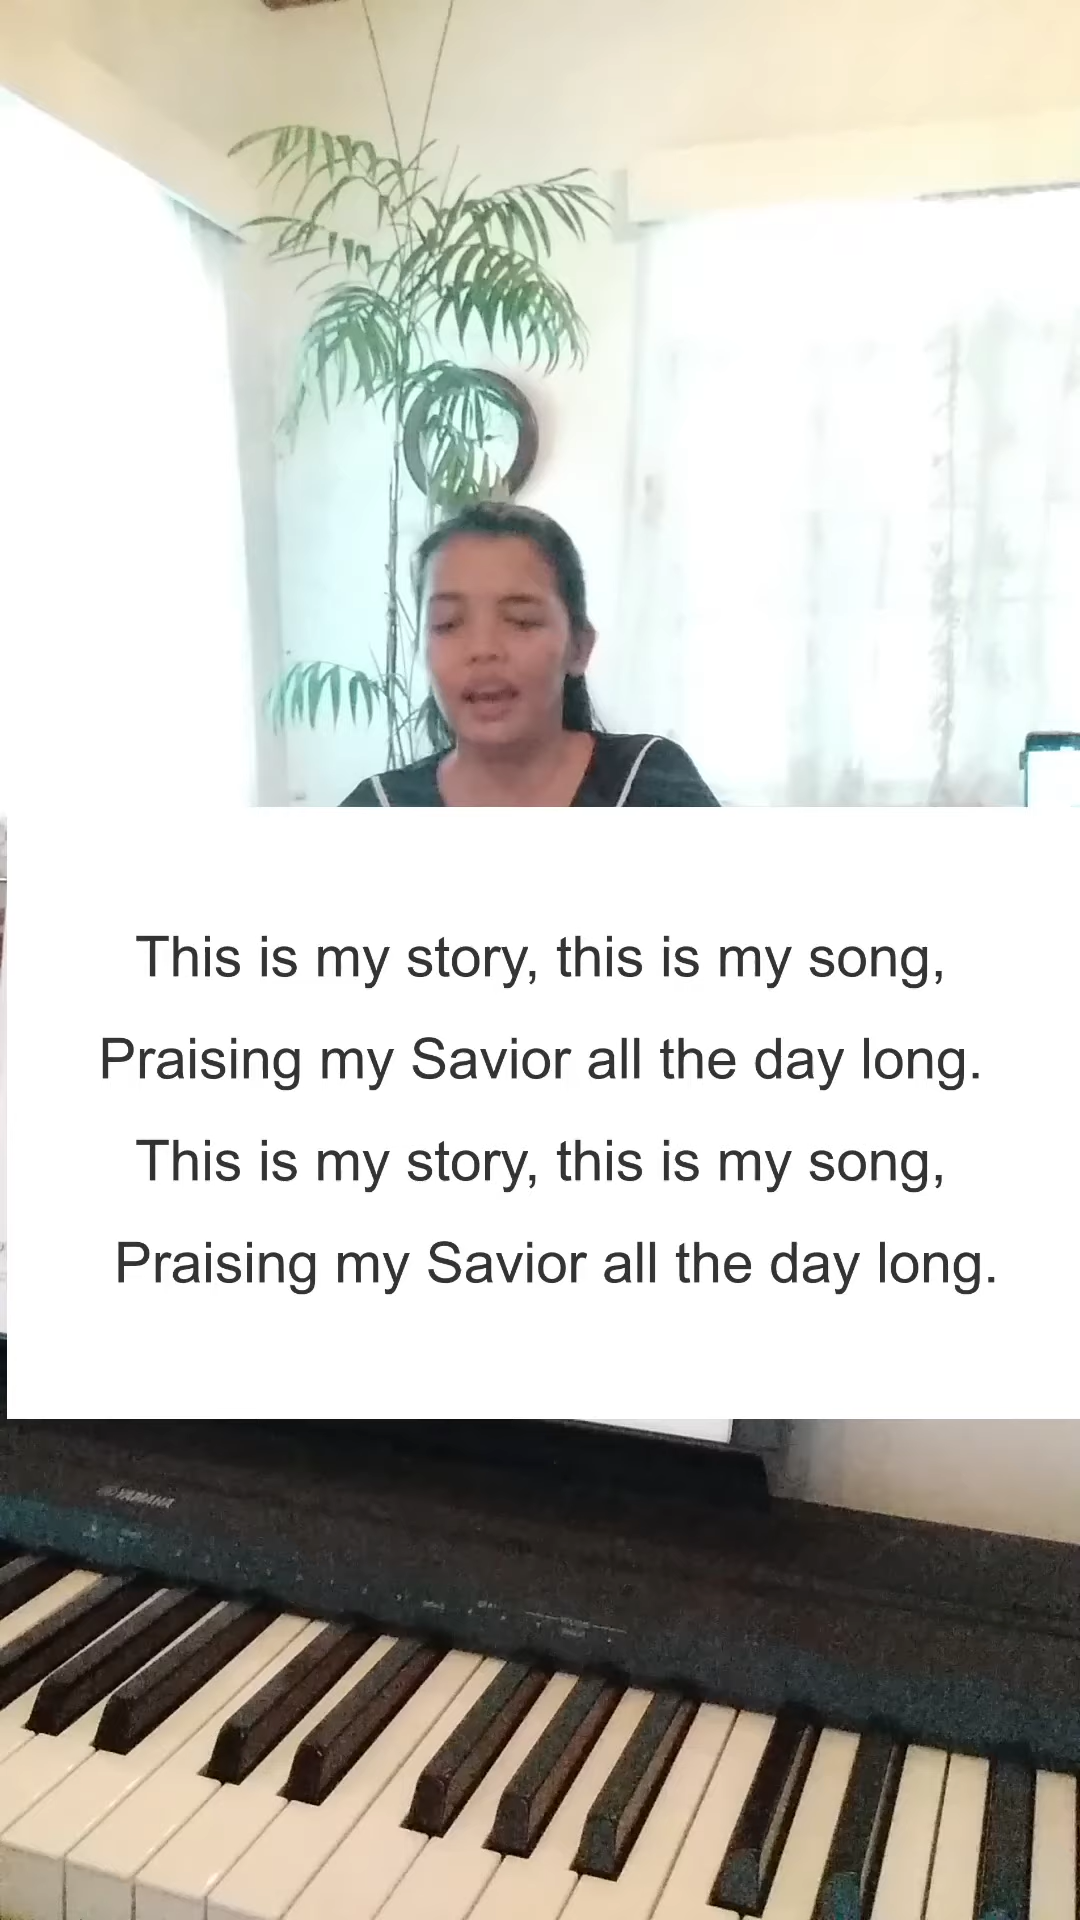 This is my story, this is my song,
Praising my Savior all the day long.
This is my story, this is my song,
Praising my Savior all the day long.
YAMAHA